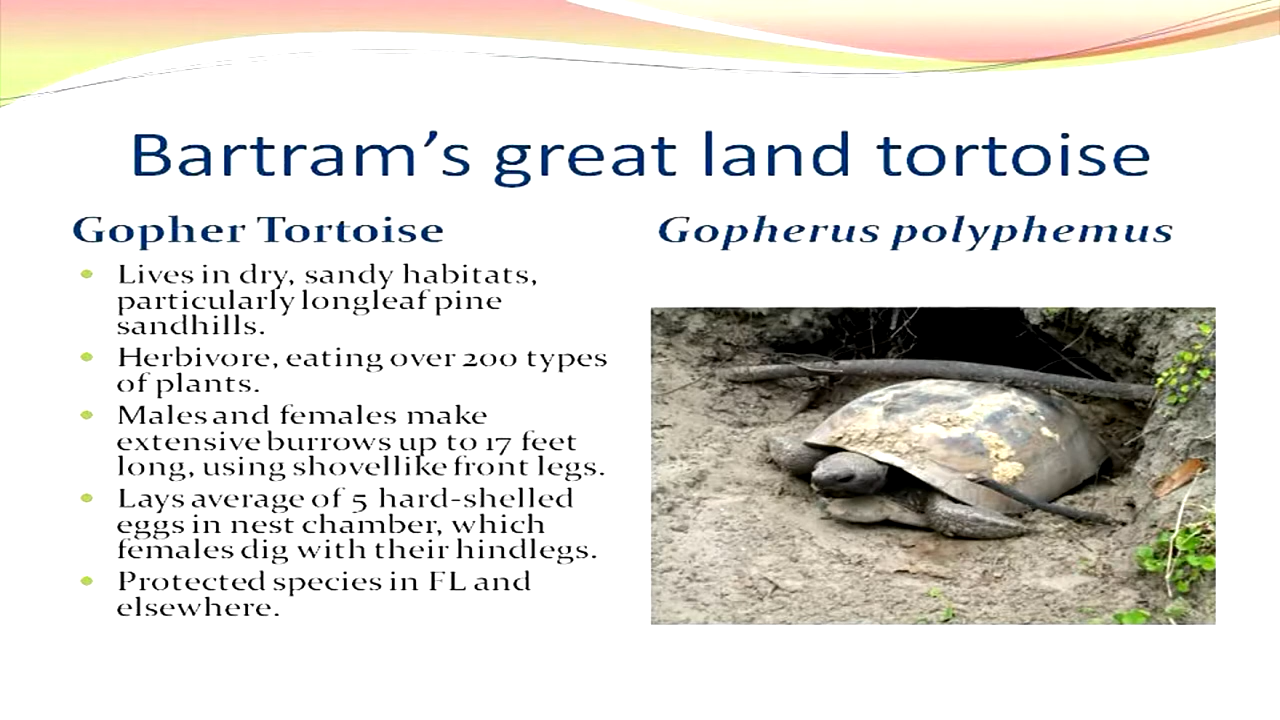 Bartram’s great land tortoise
Gopher Tortoise
Lives in dry, sandy habitats,
particularly longleaf pine
sandhills.
Herbivore, eating over 200 types
of plants.
Males and females make
extensive burrows up to 17 feet
long, using shovellike front legs.
Lays average of 5 hard-shelled
eggs in nest chamber, which
females dig with their hindlegs.
Protected species in FL and
elsewhere.
Gopherus polyphemus